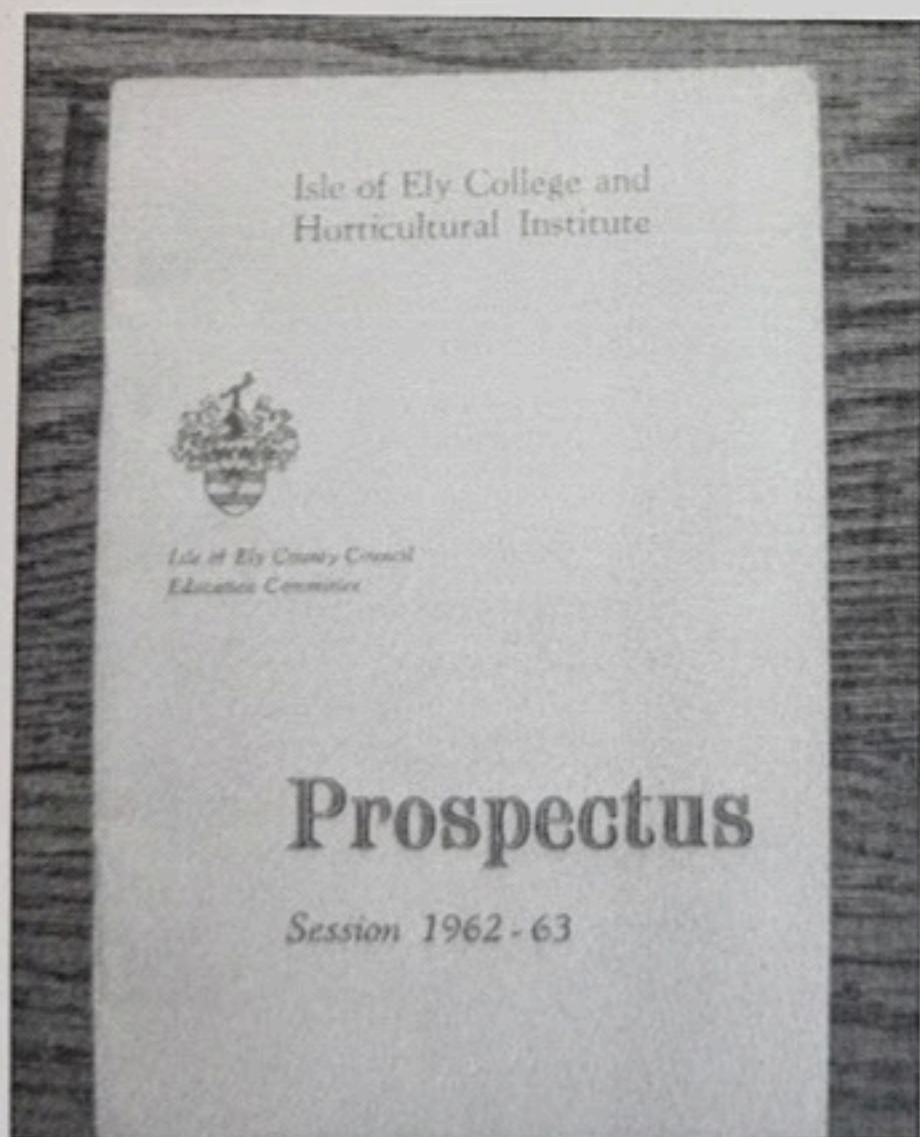 Isle of Ely College and
Horticultural Institute
Isle of Ely County Council
Education Committee
Prospectus
Session 1962-63